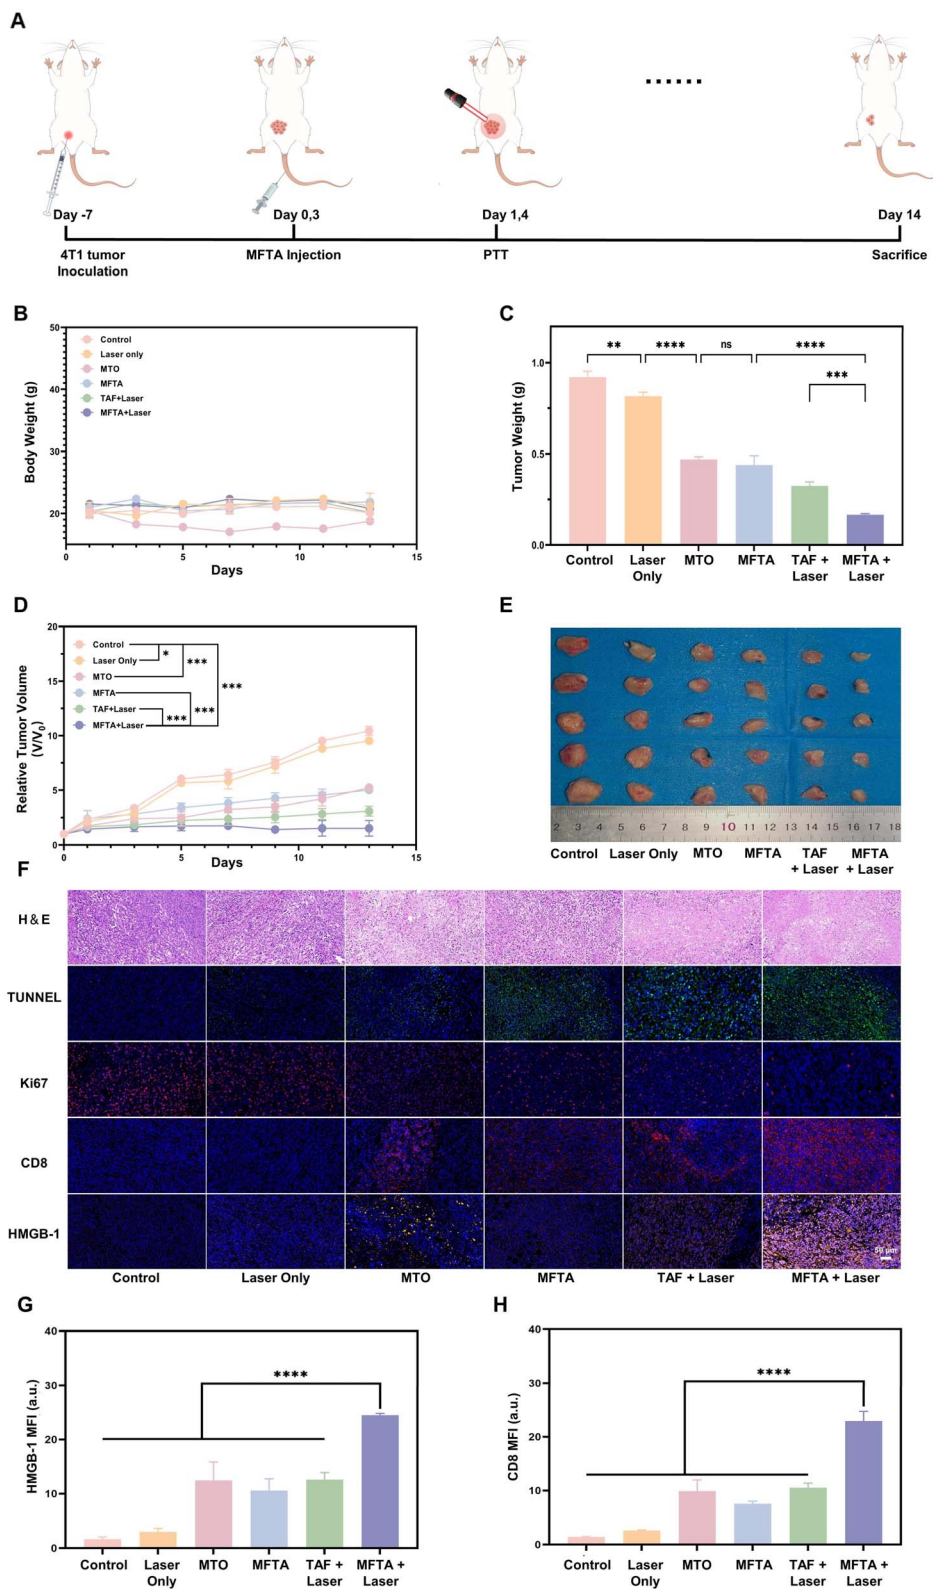 A
Day -7
Day 0,3
Day 1,4
......
Day 14
4T1 tumor
Inoculation
MFTA Injection
PTT
Sacrifice
B
50
40
30
20
0
5
10
15
Body Weight (g)
Days
Control
Laser only
MTO
MFTA
TAF+Laser
MFTA+Laser
C
Tumor Weight (g)
1.0
0.5
0.0
**
****
ns
****
***
Control
Laser
Only
MTO
MFTA
TAF +
Laser
MFTA +
Laser
D
Relative Tumor Volume
(V/V0)
20
15
10
5
0
0
5
10
15
Days
Control
Laser Only
MTO
MFTA
TAF+Laser
MFTA+Laser
*
***
***
***
***
E
2 3 4 5 6 7 8 9 10 11 12 13 14 15 16 17 18
Control
Laser Only
MTO
MFTA
TAF
+ Laser
MFTA
+ Laser
F
H & E
TUNNEL
Ki67
CD8
HMGB-1
50 μm
Control
Laser Only
MTO
MFTA
TAF + Laser
MFTA + Laser
G
HMGB-1 MFI (a.u.)
40
30
20
10
0
****
Control
Laser
Only
MTO
MFTA
TAF +
Laser
MFTA +
Laser
H
CD8 MFI (a.u.)
40
30
20
10
0
****
Control
Laser
Only
MTO
MFTA
TAF +
Laser
MFTA +
Laser